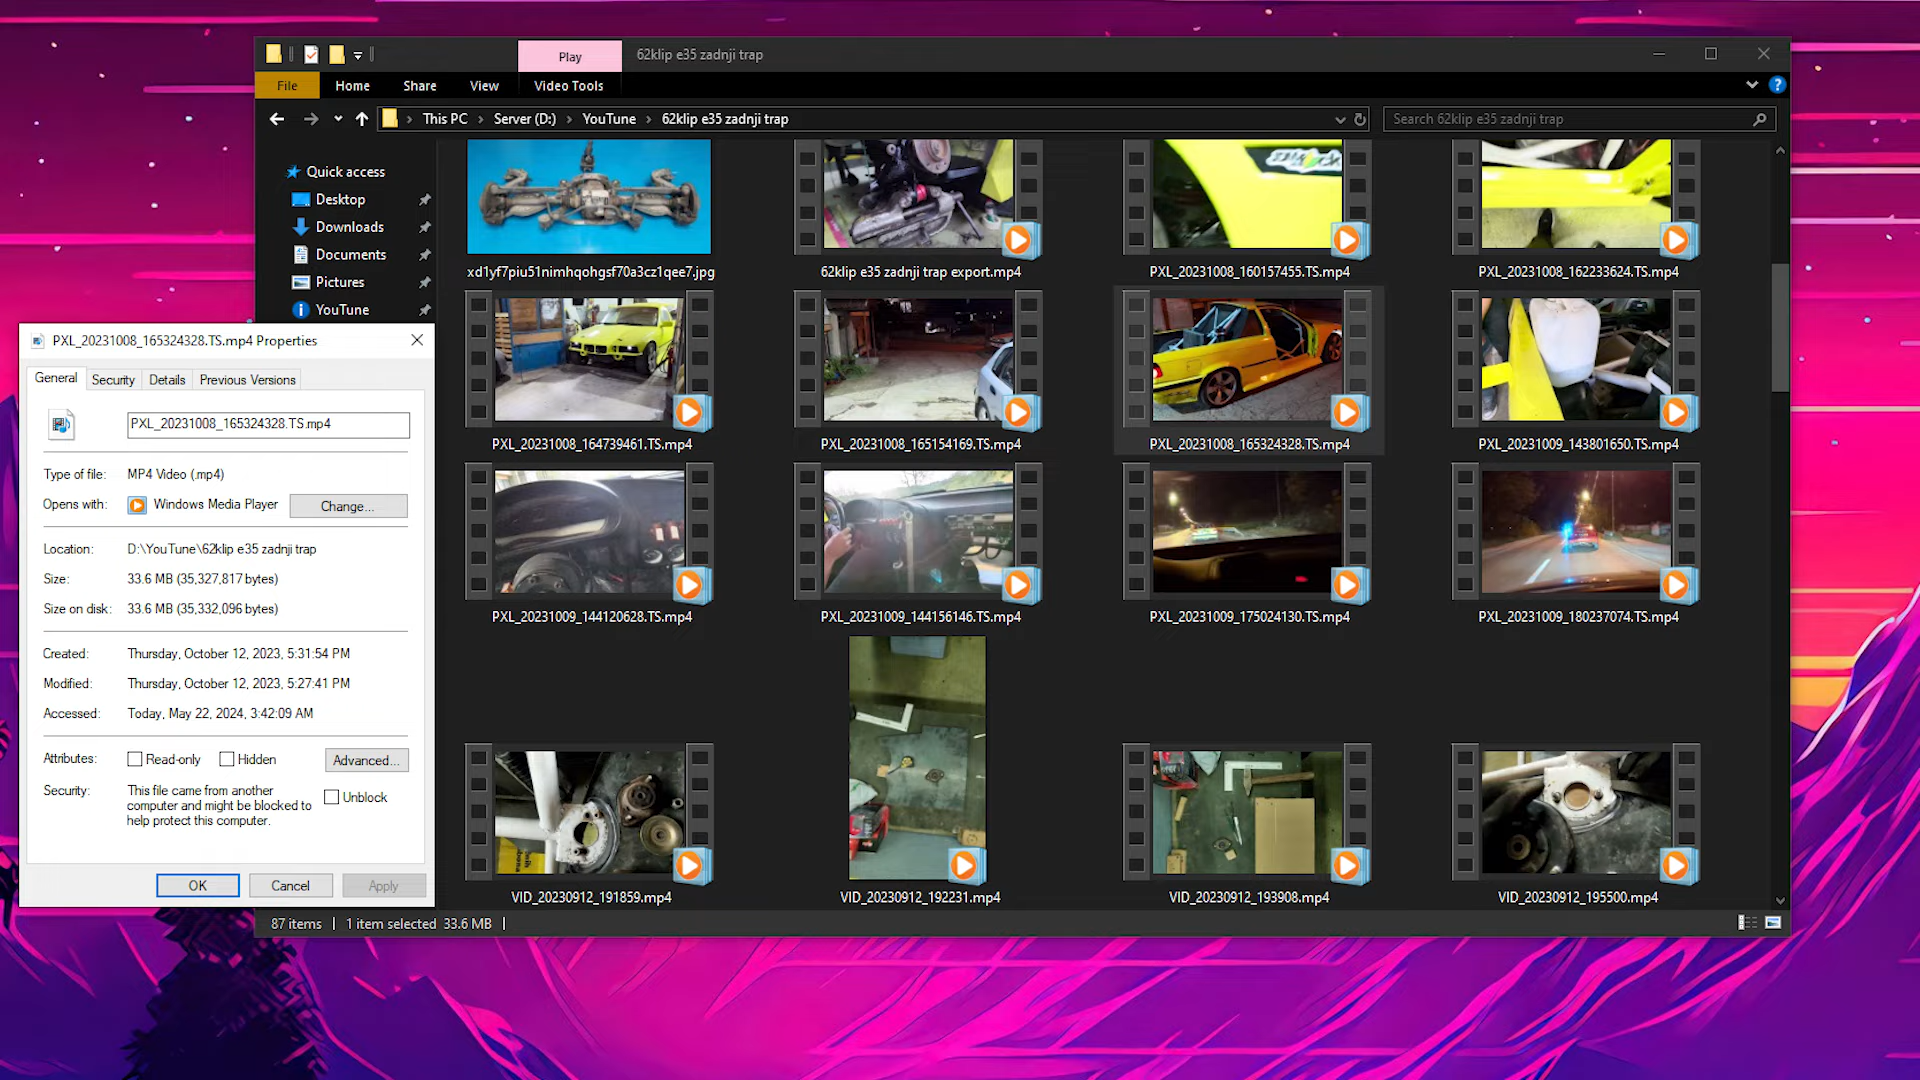 Play
62klip e35 zadnji trap
File
Home
Share
View
Video Tools
?
This PC
Server (D:)
YouTune
62klip e35 zadnji trap
Search 62klip e35 zadnji trap
Quick access
Desktop
Downloads
Documents
Pictures
YouTune
xd1yf7piu51nimhqohgsf70a3cz1qee7.jpg
62klip e35 zadnji trap export.mp4
PXL_20231008_160157455.TS.mp4
PXL_20231008_162233624.TS.mp4
PXL_20231008_164739461.TS.mp4
PXL_20231008_165154169.TS.mp4
PXL_20231008_165324328.TS.mp4
PXL_20231009_143801650.TS.mp4
PXL_20231009_144120628.TS.mp4
PXL_20231009_144156146.TS.mp4
PXL_20231009_175024130.TS.mp4
PXL_20231009_180237074.TS.mp4
VID_20230912_191859.mp4
VID_20230912_192231.mp4
VID_20230912_193908.mp4
VID_20230912_195500.mp4
87 items
1 item selected 33.6 MB
PXL_20231008_165324328.TS.mp4 Properties
General
Security
Details
Previous Versions
PXL_20231008_165324328.TS.mp4
Type of file: MP4 Video (.mp4)
Opens with: Windows Media Player
Change...
Location: D:\YouTune\62klip e35 zadnji trap
Size: 33.6 MB (35,327,817 bytes)
Size on disk: 33.6 MB (35,332,096 bytes)
Created: Thursday, October 12, 2023, 5:31:54 PM
Modified: Thursday, October 12, 2023, 5:27:41 PM
Accessed: Today, May 22, 2024, 3:42:09 AM
Attributes: Read-only Hidden
Advanced...
Security: This file came from another
computer and might be blocked to
help protect this computer.
Unblock
OK
Cancel
Apply